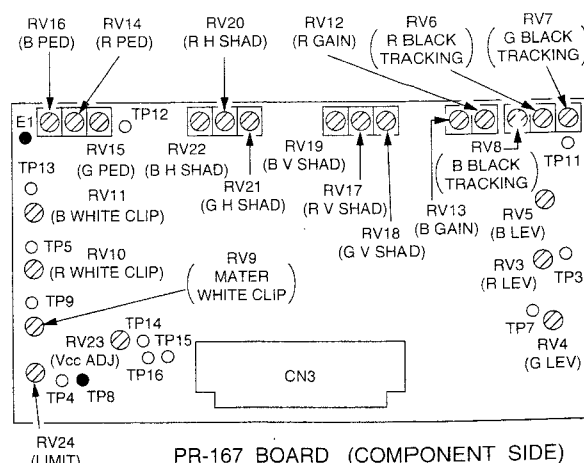 RV16
(B PED)
RV14
(R PED)
RV20
(R H SHAD)
RV12
(R GAIN)
RV6
(R BLACK
TRACKING)
RV7
(G BLACK
TRACKING)
E1
TP12
RV15
(G PED)
RV22
(B H SHAD)
RV21
(G H SHAD)
RV19
(B V SHAD)
RV17
(R V SHAD)
RV18
(G V SHAD)
RV13
(B GAIN)
RV8
(B BLACK
TRACKING)
TP11
TP13
RV11
(B WHITE CLIP)
TP5
RV10
(R WHITE CLIP)
RV9
(MATER
WHITE CLIP)
TP9
RV5
(B LEV)
RV3
(R LEV)
TP3
TP7
RV4
(G LEV)
RV23
(Vcc ADJ)
TP14
TP15
TP16
TP4
TP8
CN3
RV24
(LIMIT)
PR-167 BOARD (COMPONENT SIDE)